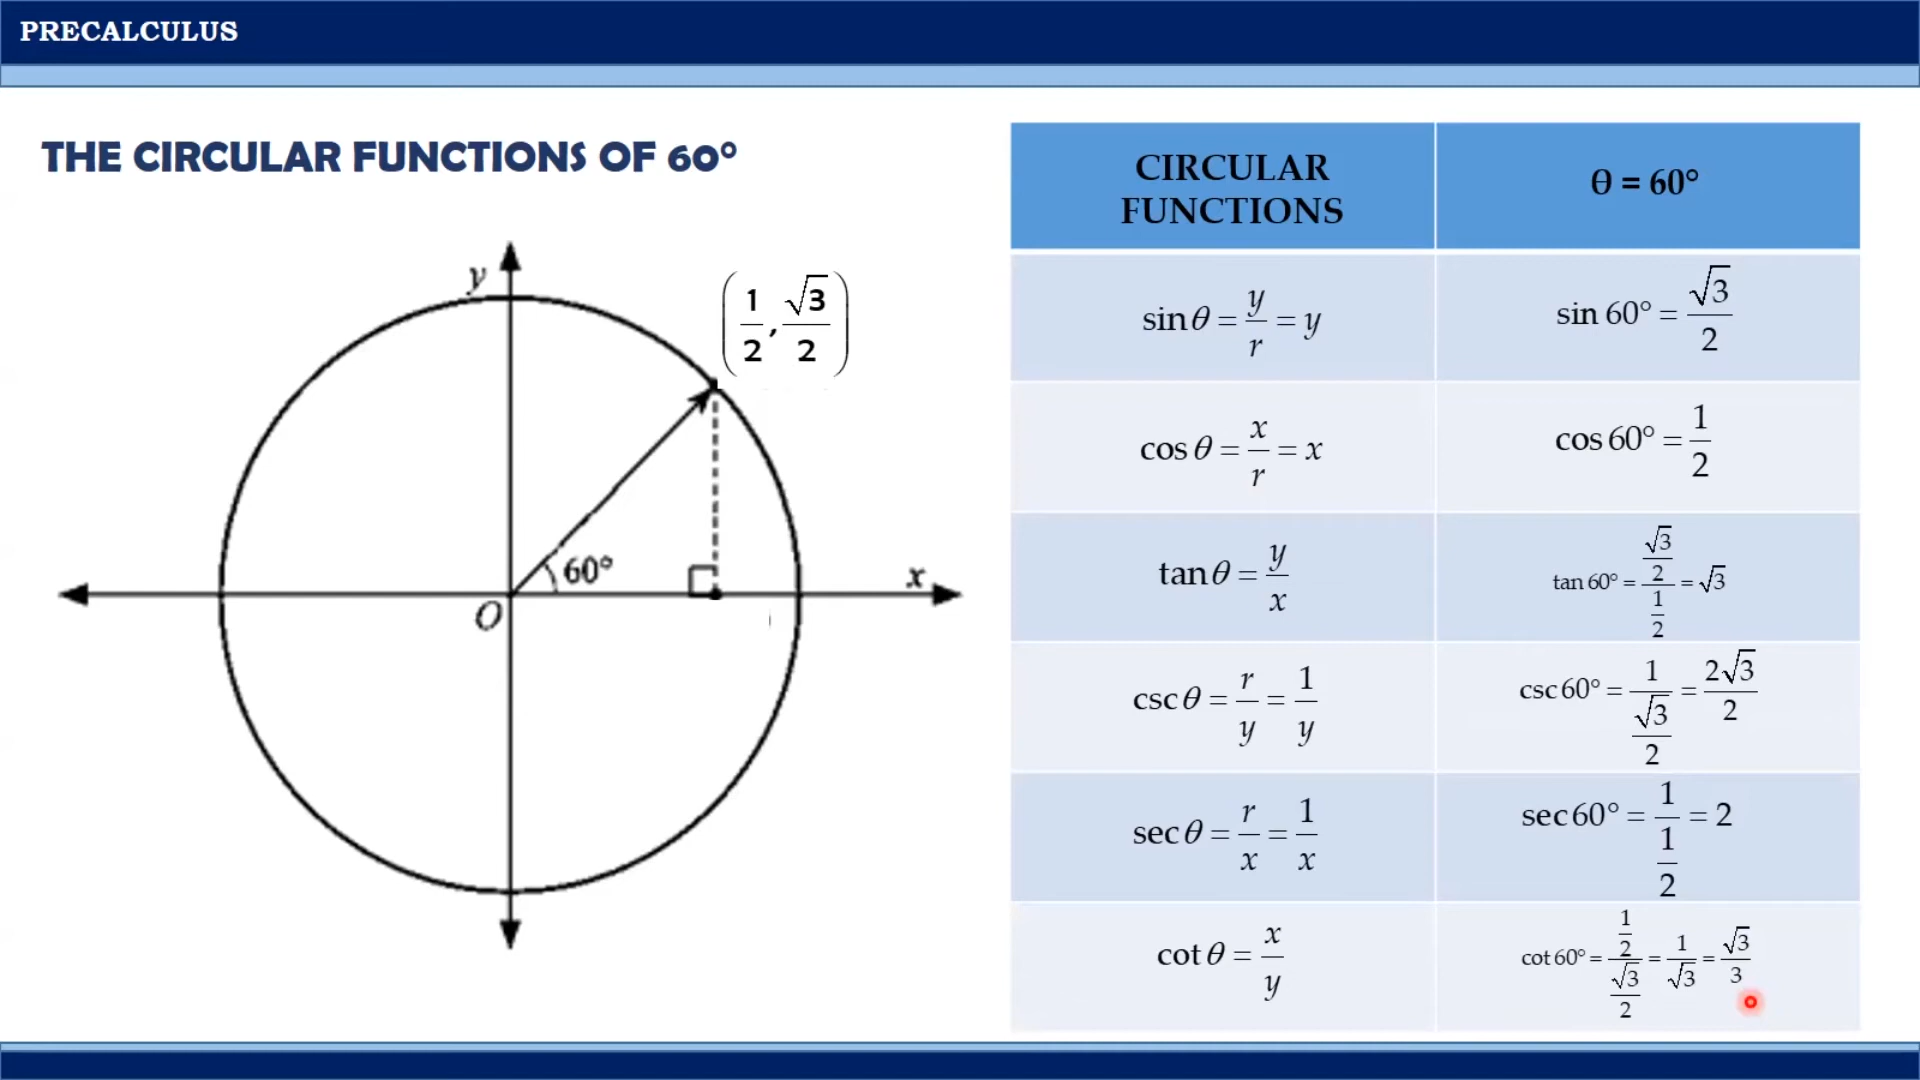 PRECALCULUS
THE CIRCULAR FUNCTIONS OF 60°
y
(1/2, √3/2)
60°
x
O
CIRCULAR FUNCTIONS
θ = 60°
sin θ = y/r = y
sin 60° = √3/2
cos θ = x/r = x
cos 60° = 1/2
tan θ = y/x
tan 60° = (√3/2)/(1/2) = √3
csc θ = r/y = 1/y
csc 60° = 1/(√3/2) = 2√3/2
sec θ = r/x = 1/x
sec 60° = 1/(1/2) = 2
cot θ = x/y
cot 60° = (1/2)/(√3/2) = 1/√3 = √3/3